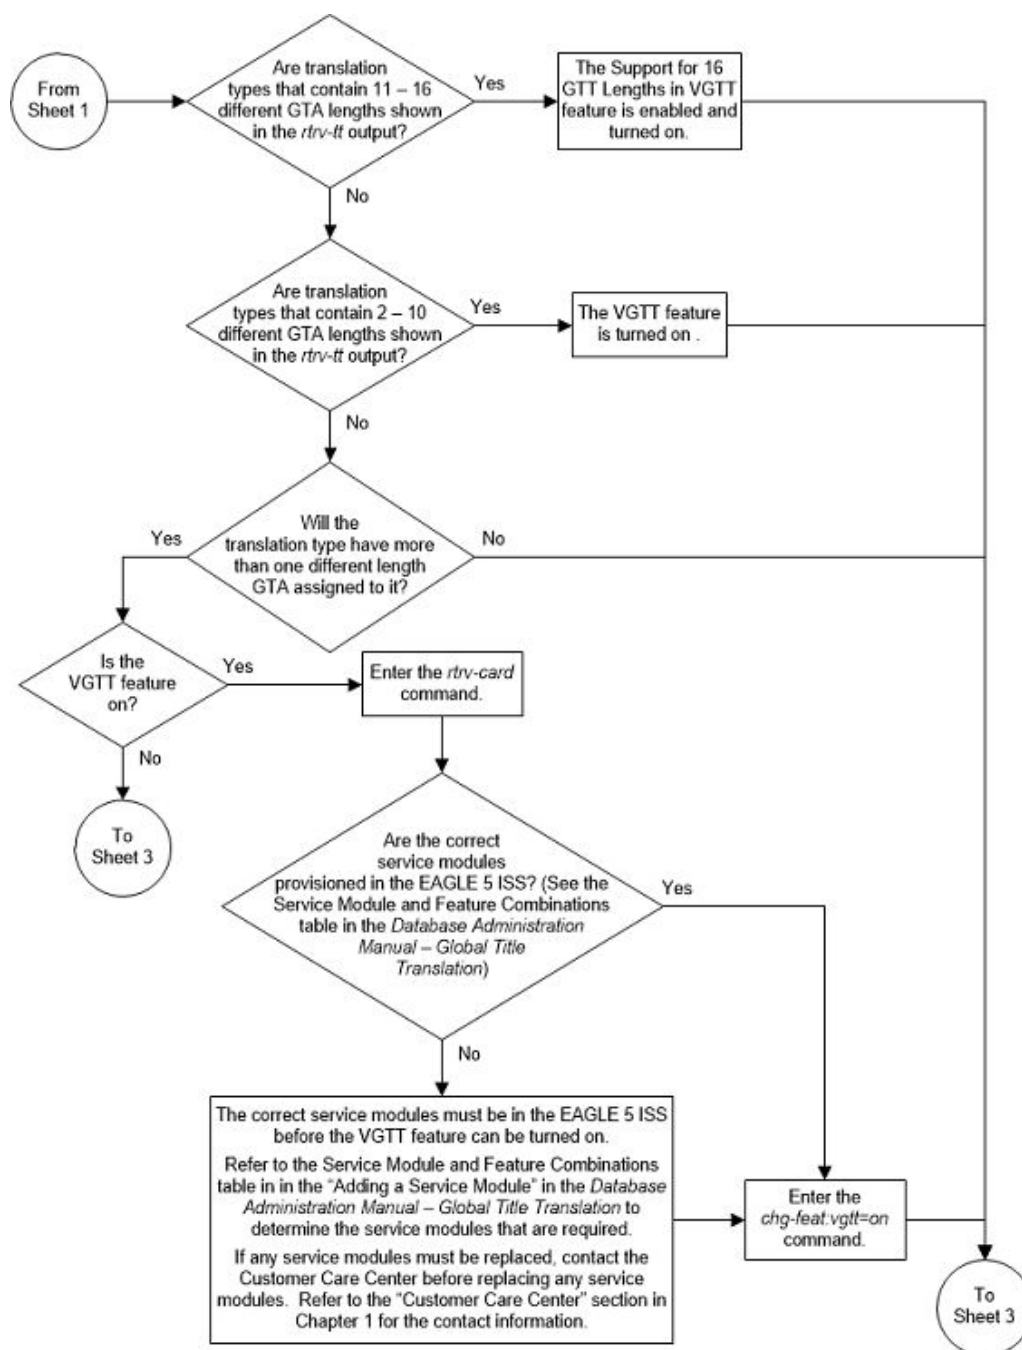 From
Sheet 1
Are translation
types that contain 11 – 16
different GTA lengths shown
in the rtrv-tt output?
Yes
The Support for 16
GTT Lengths in VGTT
feature is enabled and
turned on.
No
Are translation
types that contain 2 – 10
different GTA lengths shown
in the rtrv-tt output?
Yes
The VGTT feature
is turned on .
No
Will the
translation type have more
than one different length
GTA assigned to it?
Yes
No
Is the
VGTT feature
on?
Yes
Enter the rtrv-card
command.
No
To
Sheet 3
Are the correct
service modules
provisioned in the EAGLE 5 ISS? (See the
Service Module and Feature Combinations
table in the Database Administration
Manual – Global Title
Translation)
Yes
No
The correct service modules must be in the EAGLE 5 ISS
before the VGTT feature can be turned on.
Refer to the Service Module and Feature Combinations
table in in the “Adding a Service Module” in the Database
Administration Manual – Global Title Translation to
determine the service modules that are required.
If any service modules must be replaced, contact the
Customer Care Center before replacing any service
modules. Refer to the “Customer Care Center” section in
Chapter 1 for the contact information.
Enter the
chg-feat:vgtt=on
command.
To
Sheet 3